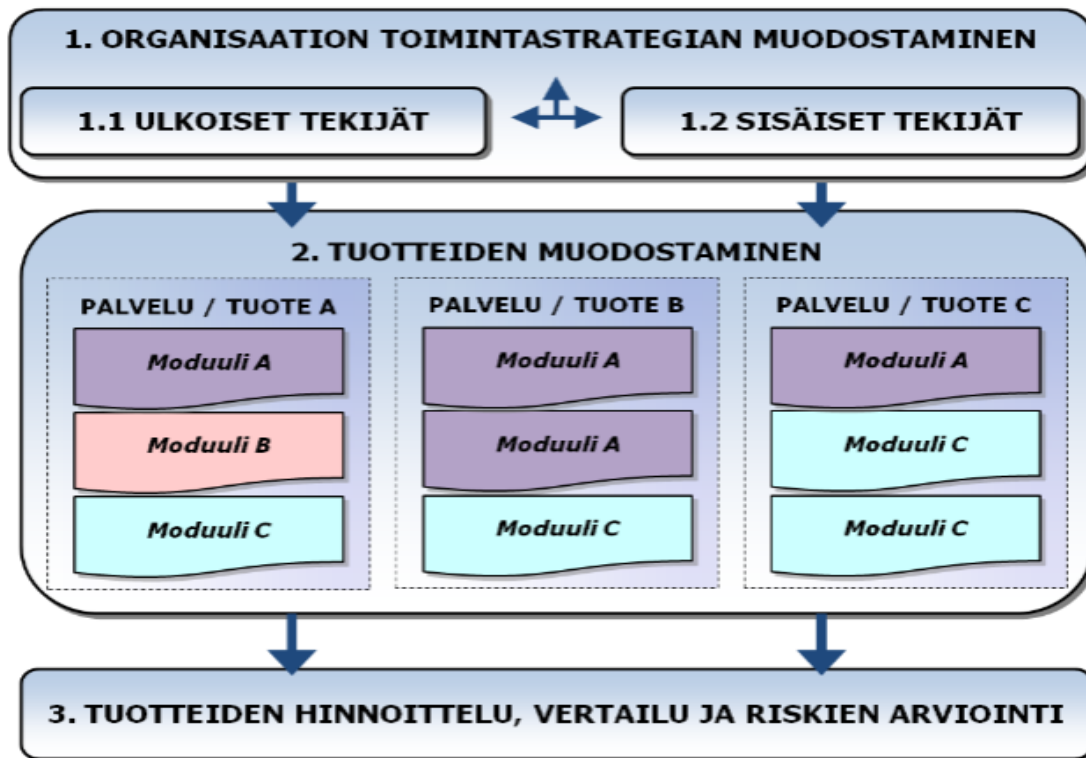 1. ORGANISAATION TOIMINTASTRATEGIAN MUODOSTAMINEN
1.1 ULKOISET TEKIJÄT
1.2 SISÄISET TEKIJÄT
2. TUOTTEIDEN MUODOSTAMINEN
PALVELU / TUOTE A
Moduuli A
Moduuli B
Moduuli C
PALVELU / TUOTE B
Moduuli A
Moduuli A
Moduuli C
PALVELU / TUOTE C
Moduuli A
Moduuli C
Moduuli C
3. TUOTTEIDEN HINNOITTELU, VERTAILU JA RISKIEN ARVIOINTI